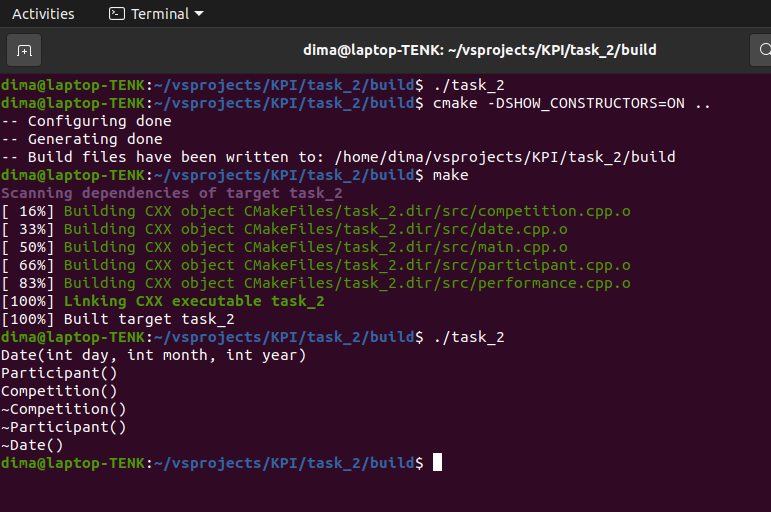 Activities Terminal
dima@laptop-TENK: ~/vsprojects/KPI/task_2/build
dima@laptop-TENK:~/vsprojects/KPI/task_2/build$ ./task_2
dima@laptop-TENK:~/vsprojects/KPI/task_2/build$ cmake -DSHOW_CONSTRUCTORS=ON ..
-- Configuring done
-- Generating done
-- Build files have been written to: /home/dima/vsprojects/KPI/task_2/build
dima@laptop-TENK:~/vsprojects/KPI/task_2/build$ make
Scanning dependencies of target task_2
[ 16%] Building CXX object CMakeFiles/task_2.dir/src/competition.cpp.o
[ 33%] Building CXX object CMakeFiles/task_2.dir/src/date.cpp.o
[ 50%] Building CXX object CMakeFiles/task_2.dir/src/main.cpp.o
[ 66%] Building CXX object CMakeFiles/task_2.dir/src/participant.cpp.o
[ 83%] Building CXX object CMakeFiles/task_2.dir/src/performance.cpp.o
[100%] Linking CXX executable task_2
[100%] Built target task_2
dima@laptop-TENK:~/vsprojects/KPI/task_2/build$ ./task_2
Date(int day, int month, int year)
Participant()
Competition()
~Competition()
~Participant()
~Date()
dima@laptop-TENK:~/vsprojects/KPI/task_2/build$